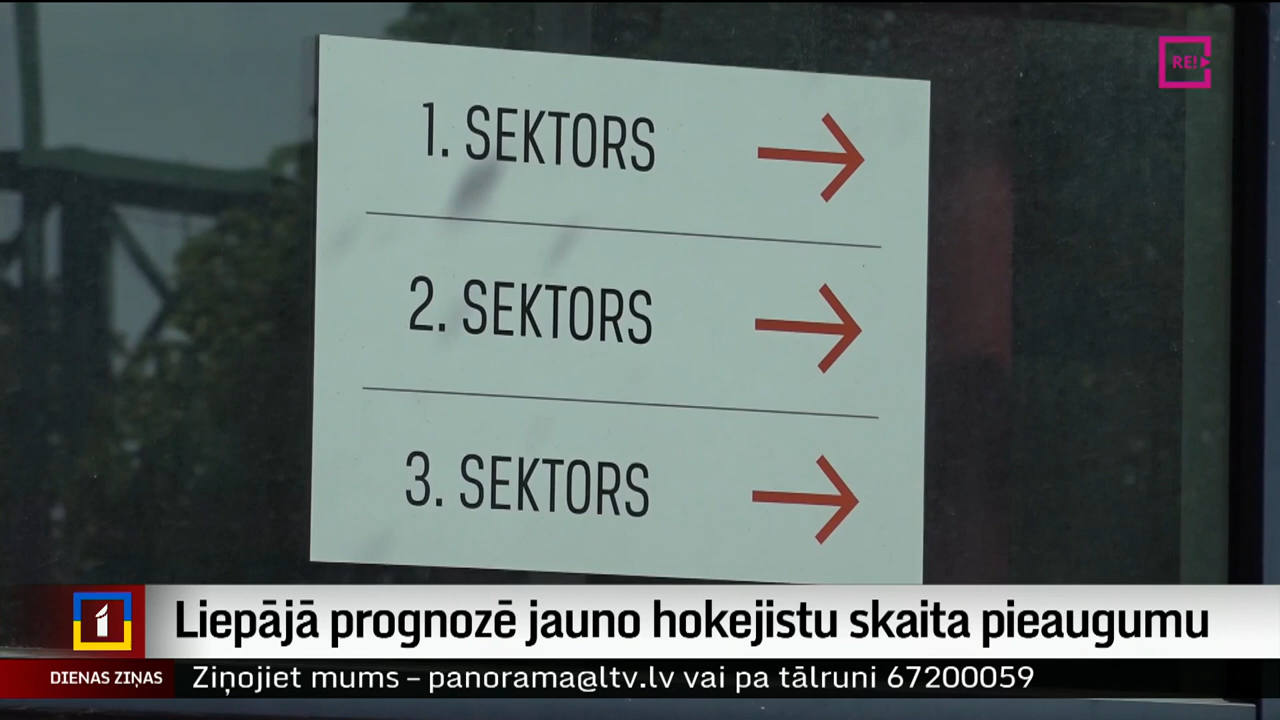 RE!
1. SEKTORS
2. SEKTORS
3. SEKTORS
1
Liepājā prognozē jauno hokejistu skaita pieaugumu
DIENAS ZIŅAS
Ziņojiet mums – panorama@ltv.lv vai pa tālruni 67200059